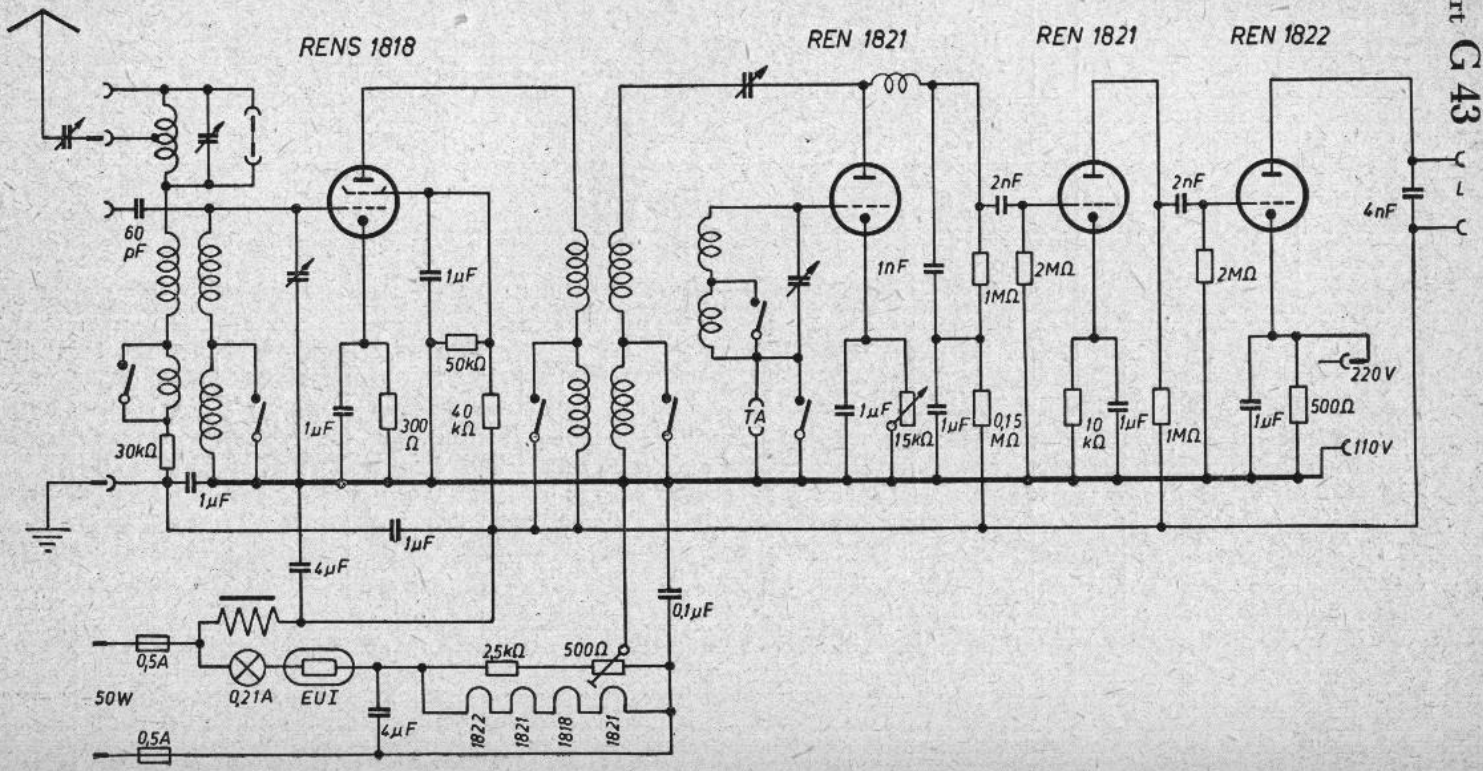 RENS 1818
REN 1821
REN 1821
REN 1822
rt G 43
60
pF
1µF
50kΩ
300
Ω
40
kΩ
1µF
30kΩ
1µF
1µF
4µF
TA
1nF
1µF
15kΩ
1µF
2nF
1MΩ
2MΩ
0,15
MΩ
10
kΩ
1µF
2nF
1MΩ
2MΩ
1µF
500Ω
4nF
L
220V
110V
0,1µF
0,5A
50W
0,5A
0,21A
EUI
4µF
2,5kΩ
500Ω
1822
1821
1818
1821